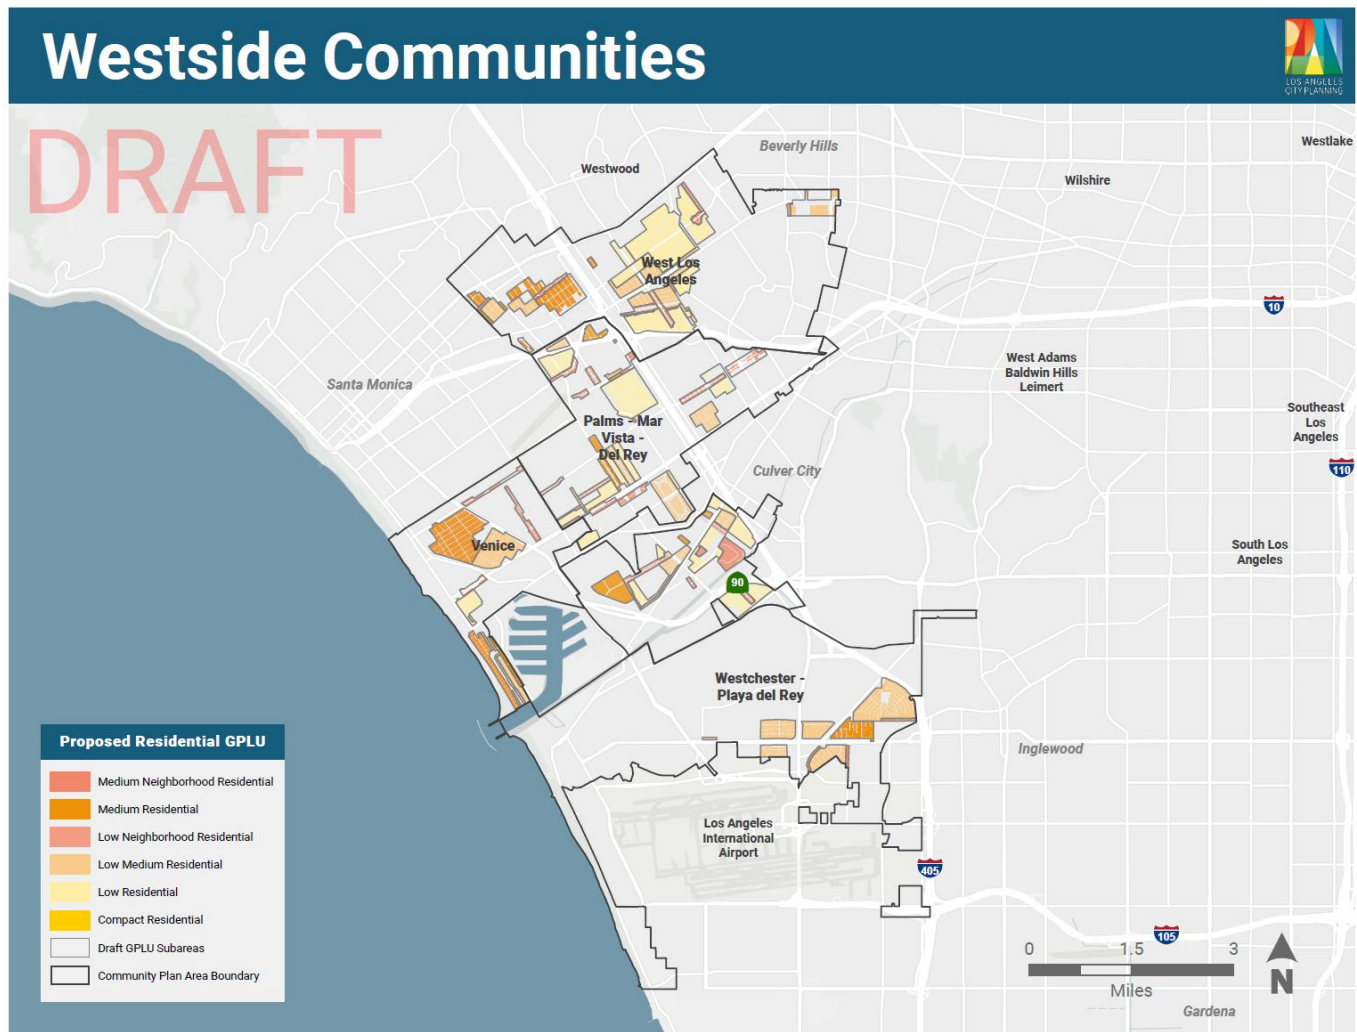 Westside Communities
LOS ANGELES
CITY PLANNING
DRAFT
Beverly Hills
Westlake
Westwood
Wilshire
West Los
Angeles
10
West Adams
Baldwin Hills
Leimert
Santa Monica
Southeast
Los
Angeles
Palms - Mar
Vista -
Del Rey
Culver City
110
Venice
South Los
Angeles
90
Westchester -
Playa del Rey
Inglewood
Los Angeles
International
Airport
405
105
Proposed Residential GPLU
Medium Neighborhood Residential
Medium Residential
Low Neighborhood Residential
Low Medium Residential
Low Residential
Compact Residential
Draft GPLU Subareas
Community Plan Area Boundary
0 1.5 3
Miles
N
Gardena